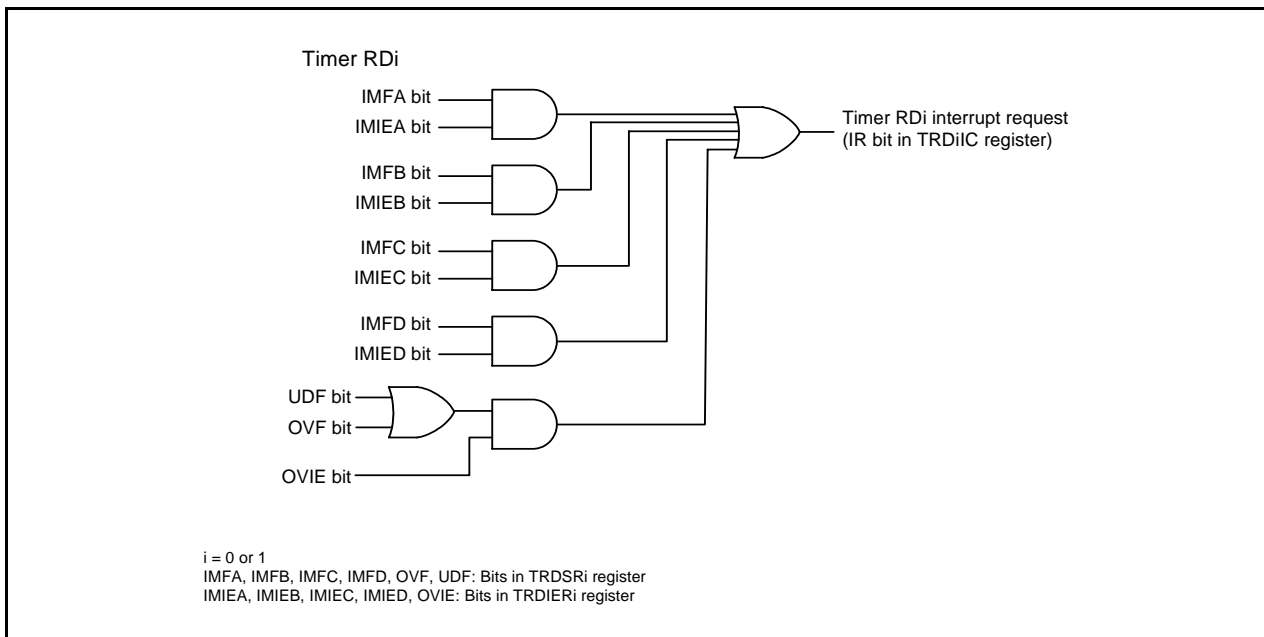 Timer RDi
IMFA bit
IMIEA bit
Timer RDi interrupt request
(IR bit in TRDiIC register)
IMFB bit
IMIEB bit
IMFC bit
IMIEC bit
IMFD bit
IMIED bit
UDF bit
OVF bit
OVIE bit
i = 0 or 1
IMFA, IMFB, IMFC, IMFD, OVF, UDF: Bits in TRDSRi register
IMIEA, IMIEB, IMIEC, IMIED, OVIE: Bits in TRDIERi register